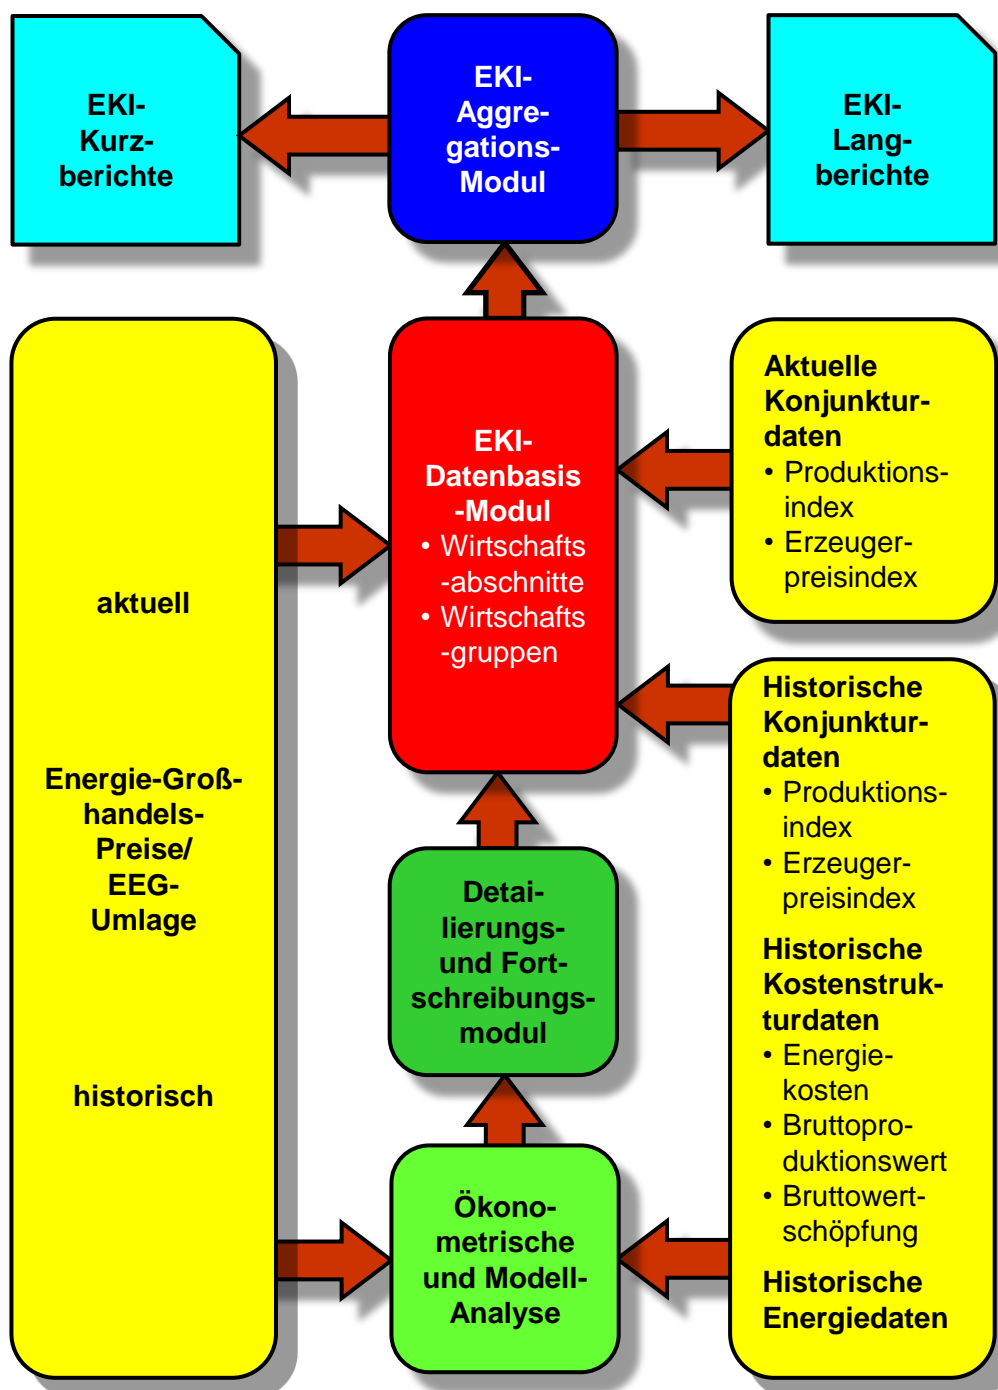 EKI-
Kurz-
berichte
EKI-
Aggre-
gations-
Modul
EKI-
Lang-
berichte
aktuell
Energie-Groß-
handels-
Preise/
EEG-
Umlage
historisch
EKI-
Datenbasis
-Modul
• Wirtschafts
-abschnitte
• Wirtschafts
-gruppen
Aktuelle
Konjunktur-
daten
• Produktions-
index
• Erzeuger-
preisindex
Historische
Konjunktur-
daten
• Produktions-
index
• Erzeuger-
preisindex
Historische
Kostenstruk-
turdaten
• Energie-
kosten
• Bruttopro-
duktionswert
• Bruttowert-
schöpfung
Historische
Energiedaten
Detai-
lierungs-
und Fort-
schreibungs-
modul
Ökono-
metrische
und Modell-
Analyse